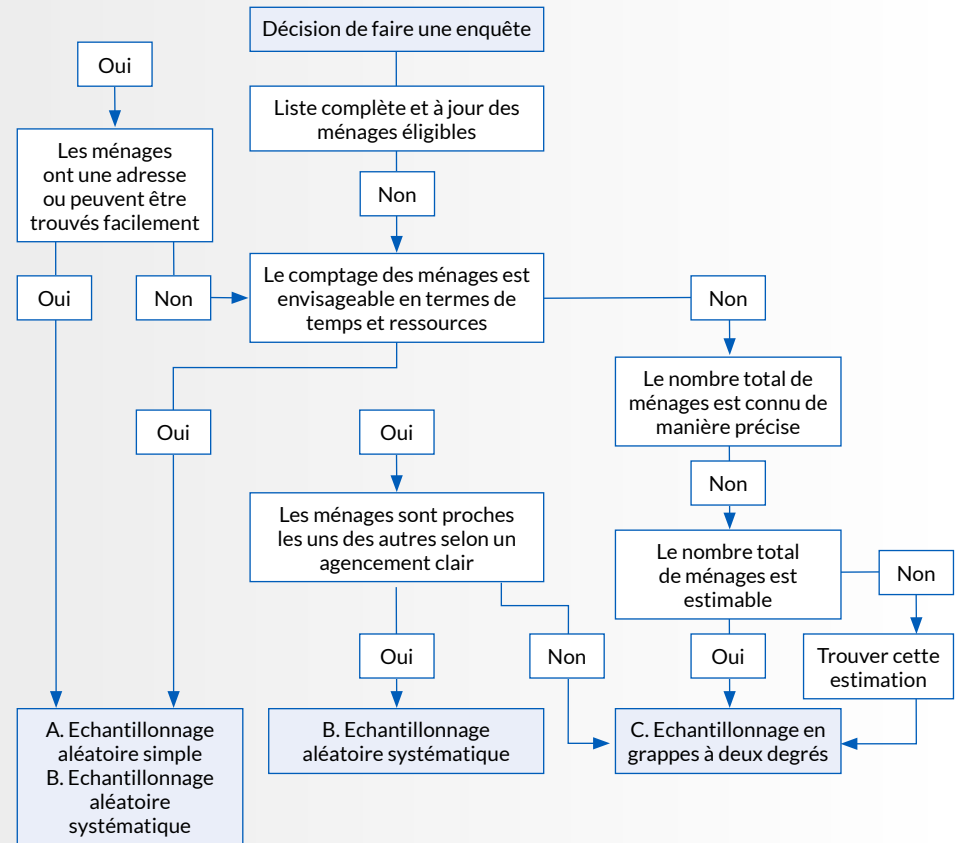 Décision de faire une enquête
Oui
Liste complète et à jour des
ménages éligibles
Les ménages
ont une adresse
ou peuvent être
trouvés facilement
Non
Oui
Non
Le comptage des ménages est
envisageable en termes de
temps et ressources
Non
Le nombre total de
ménages est connu de
manière précise
Oui
Oui
Non
Les ménages sont proches
les uns des autres selon un
agencement clair
Le nombre total
de ménages est
estimable
Non
Oui
Non
Oui
Trouver cette
estimation
A. Echantillonnage
aléatoire simple
B. Echantillonnage
aléatoire
systématique
B. Echantillonnage
aléatoire systématique
C. Echantillonnage en
grappes à deux degrés